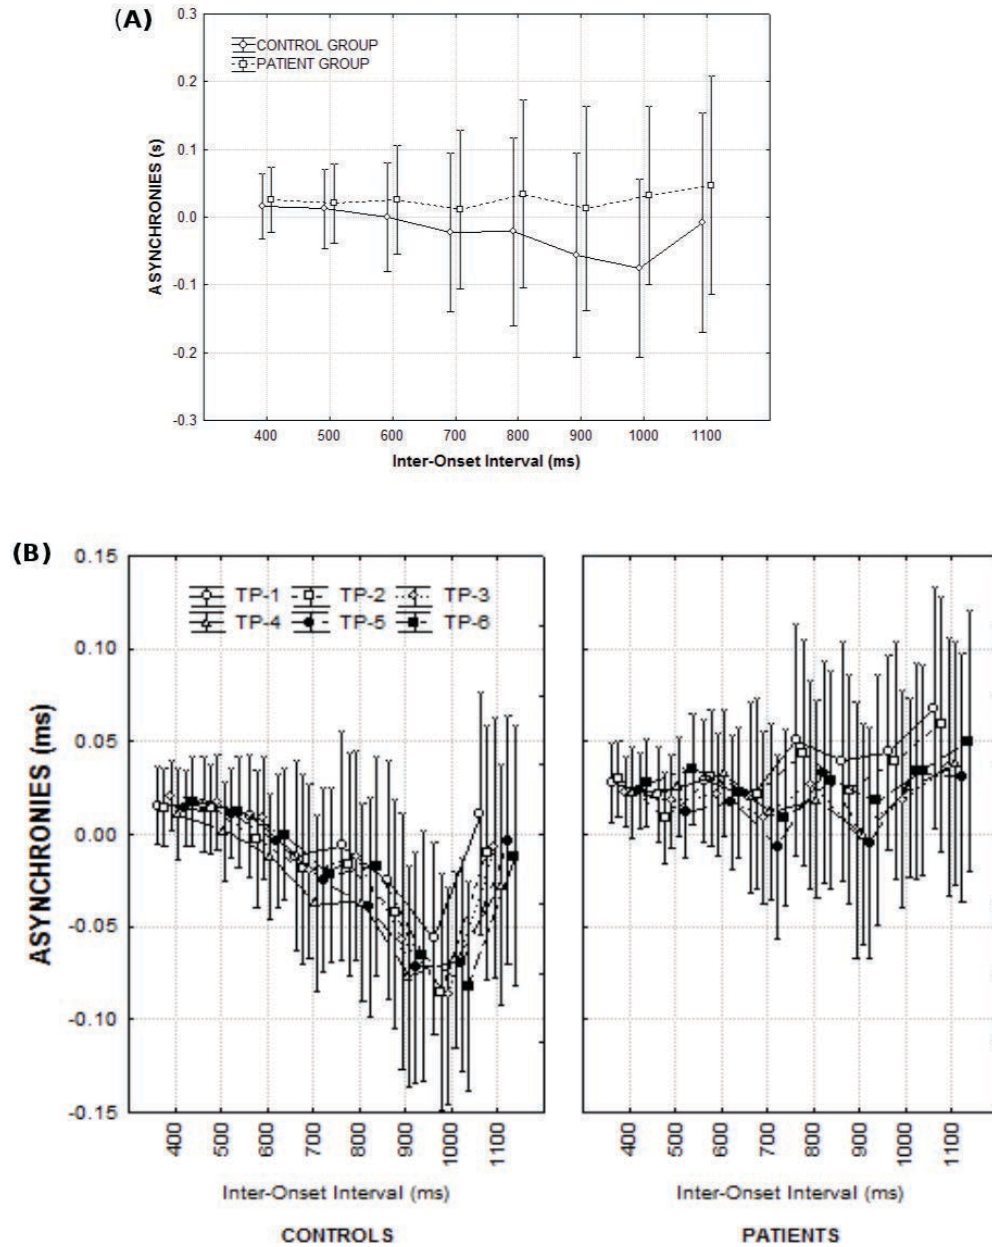 (A)
0.3
CONTROL GROUP
PATIENT GROUP
0.2
0.1
0.0
-0.1
-0.2
-0.3
ASYNCHRONIES (s)
400 500 600 700 800 900 1000 1100
Inter-Onset Interval (ms)
(B)
0.15
TP-1 TP-2 TP-3
TP-4 TP-5 TP-6
0.10
0.05
0.00
-0.05
-0.10
-0.15
ASYNCHRONIES (ms)
400 500 600 700 800 900 1000 1100
400 500 600 700 800 900 1000 1100
Inter-Onset Interval (ms) Inter-Onset Interval (ms)
CONTROLS PATIENTS